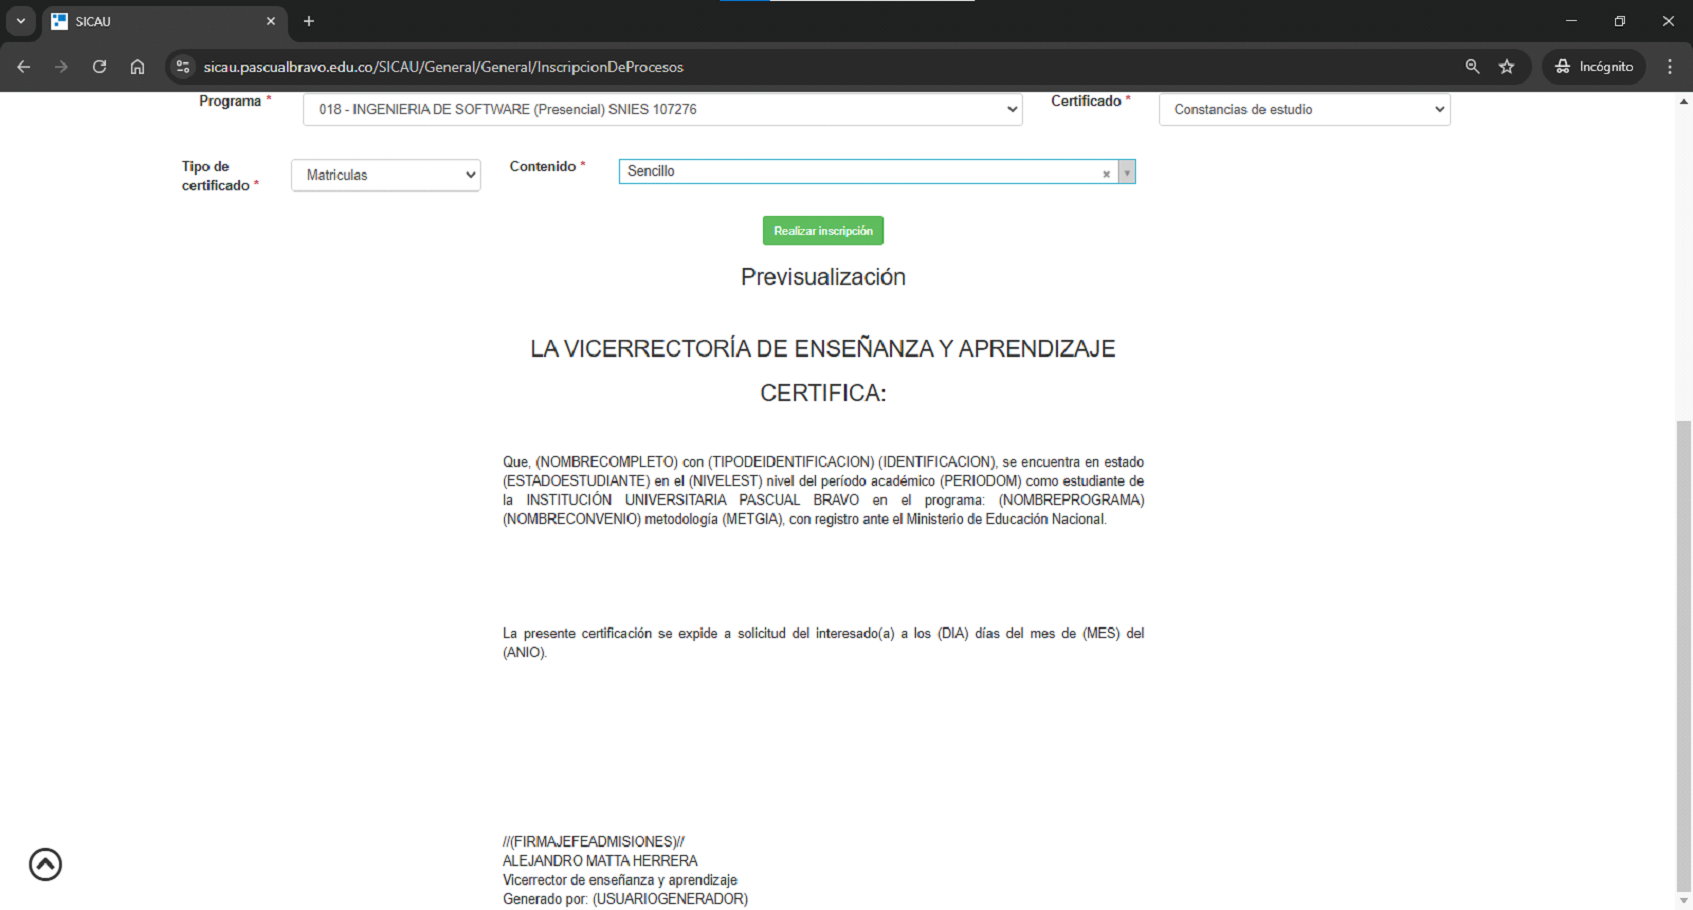 SICAU
sicau.pascualbravo.edu.co/SICAU/General/General/InscripcionDeProcesos
Incógnito
Programa *
018 - INGENIERIA DE SOFTWARE (Presencial) SNIES 107276
Certificado *
Constancias de estudio
Tipo de
certificado *
Matriculas
Contenido *
Sencillo
Realizar inscripción
Previsualización
LA VICERRECTORÍA DE ENSEÑANZA Y APRENDIZAJE
CERTIFICA:
Que, (NOMBRECOMPLETO) con (TIPODEIDENTIFICACION) (IDENTIFICACION), se encuentra en estado
(ESTADOESTUDIANTE) en el (NIVELEST) nivel del período académico (PERIODOM) como estudiante de
la INSTITUCIÓN UNIVERSITARIA PASCUAL BRAVO en el programa: (NOMBREPROGRAMA)
(NOMBRECONVENIO) metodología (METGIA), con registro ante el Ministerio de Educación Nacional.
La presente certificación se expide a solicitud del interesado(a) a los (DIA) días del mes de (MES) del
(ANIO).
//(FIRMAJEFEADMISIONES)//
ALEJANDRO MATTA HERRERA
Vicerrector de enseñanza y aprendizaje
Generado por: (USUARIOGENERADOR)